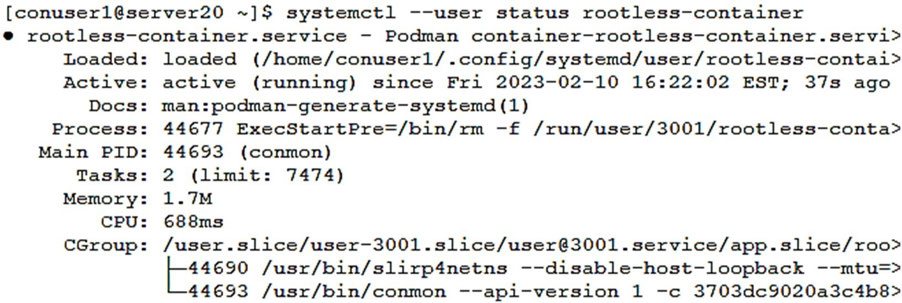 [conuser1@server20 ~]$ systemctl --user status rootless-container
● rootless-container.service - Podman container-rootless-container.servi>
Loaded: loaded (/home/conuser1/.config/systemd/user/rootless-contai>
Active: active (running) since Fri 2023-02-10 16:22:02 EST; 37s ago
Docs: man:podman-generate-systemd(1)
Process: 44677 ExecStartPre=/bin/rm -f /run/user/3001/rootless-conta>
Main PID: 44693 (conmon)
Tasks: 2 (limit: 7474)
Memory: 1.7M
CPU: 688ms
CGroup: /user.slice/user-3001.slice/user@3001.service/app.slice/roo>
├─44690 /usr/bin/slirp4netns --disable-host-loopback --mtu=>
└─44693 /usr/bin/conmon --api-version 1 -c 3703dc9020a3c4b8>